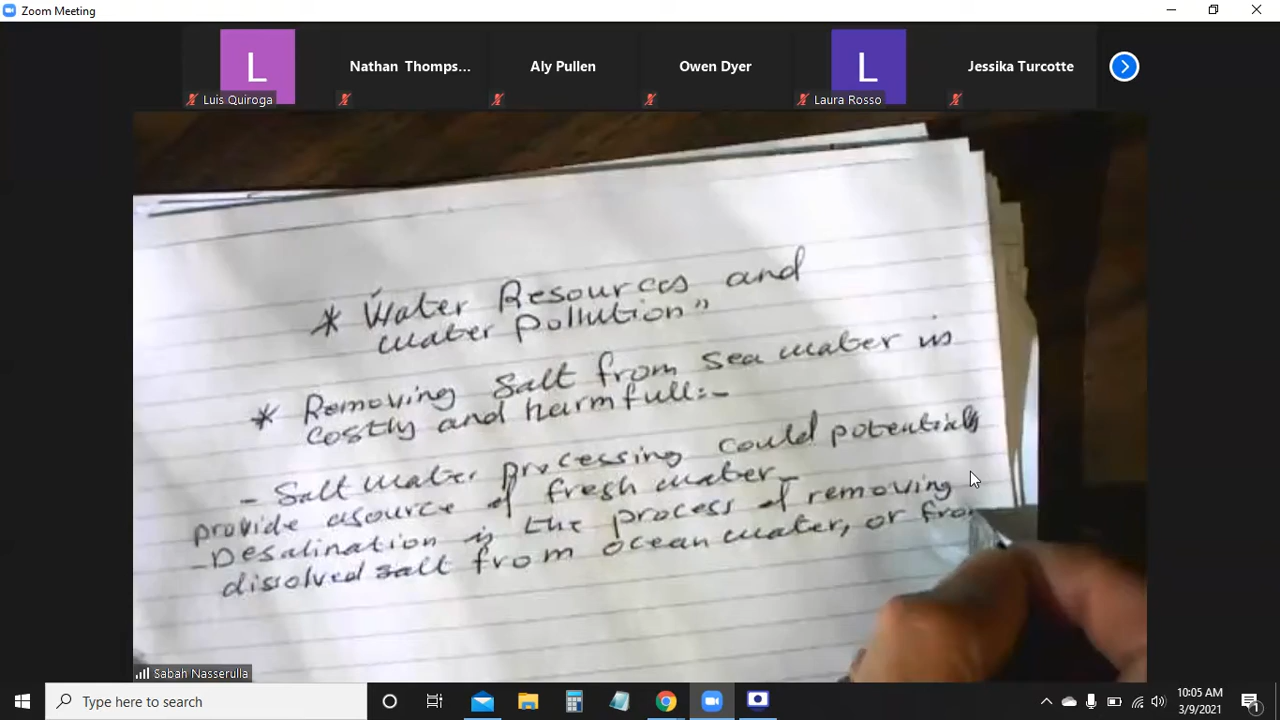 Zoom Meeting
L
Luis Quiroga
Nathan Thomps...
Aly Pullen
Owen Dyer
L
Laura Rosso
Jessika Turcotte
* "Water Resources and
water pollution"
* Removing Salt from sea water is
costly and harmfull:-
- Salt water processing could potentially
provide a source of fresh water-
- Desalination is the process of removing
dissolved salt from ocean water, or from
Sabah Nasserulla
Type here to search
10:05 AM
3/9/2021
1